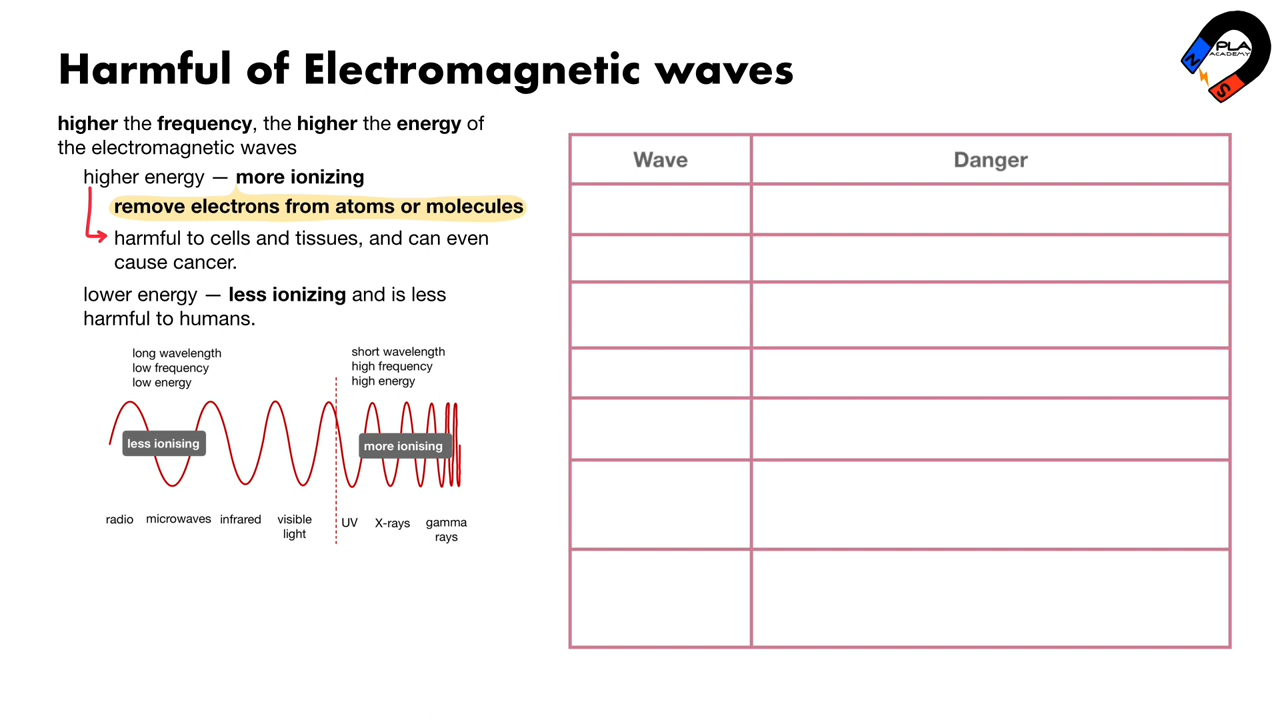 Harmful of Electromagnetic waves
PLA
ACADEMY
N
S
higher the frequency, the higher the energy of
the electromagnetic waves
higher energy — more ionizing
remove electrons from atoms or molecules
harmful to cells and tissues, and can even
cause cancer.
lower energy — less ionizing and is less
harmful to humans.
long wavelength
low frequency
low energy
short wavelength
high frequency
high energy
less ionising
more ionising
radio
microwaves
infrared
visible
light
UV
X-rays
gamma
rays
Wave
Danger